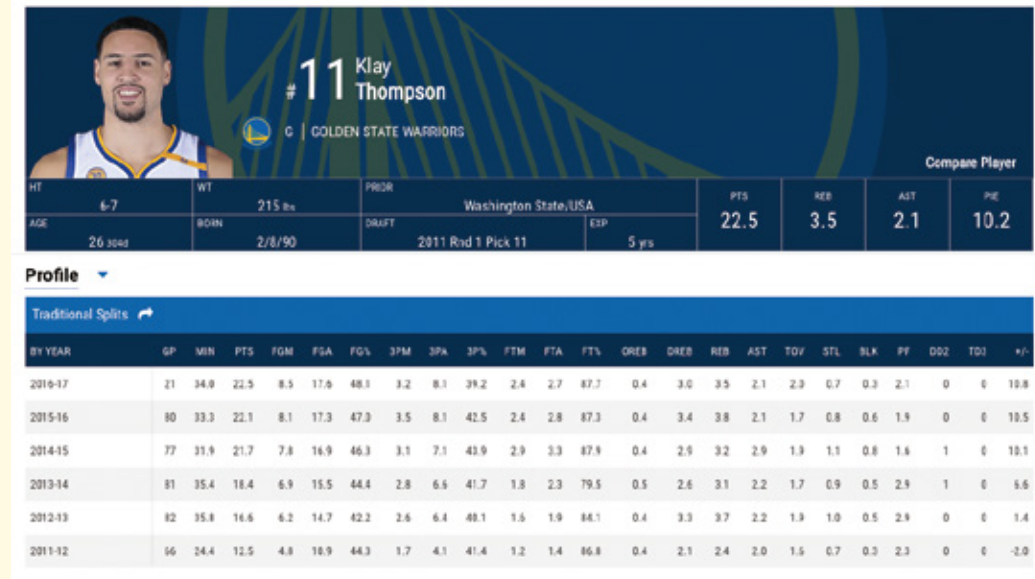 #11 Klay
Thompson
G | GOLDEN STATE WARRIORS
Compare Player
HT 6-7 WT 215 lbs PRIOR Washington State/USA PTS 22.5 REB 3.5 AST 2.1 PIE 10.2
AGE 26 304d BORN 2/8/90 DRAFT 2011 Rnd 1 Pick 11 EXP 5 yrs
Profile
Traditional Splits
BY YEAR GP MIN PTS FGM FGA FG% 3PM 3PA 3P% FTM FTA FT% OREB DREB REB AST TOV STL BLK PF DD2 TD3 +/-
2016-17 21 34.0 22.5 8.5 17.6 48.1 3.2 8.1 39.2 2.4 2.7 87.7 0.4 3.0 3.5 2.1 2.0 0.7 0.3 2.1 0 0 10.8
2015-16 80 33.3 22.1 8.1 17.3 47.0 3.5 8.1 42.5 2.4 2.8 87.3 0.4 3.4 3.8 2.1 1.7 0.8 0.6 1.9 0 0 10.5
2014-15 77 31.9 21.7 7.8 16.9 46.3 3.1 7.1 43.9 2.9 3.3 87.9 0.4 2.9 3.2 2.9 1.9 1.1 0.8 1.6 1 0 10.1
2013-14 81 35.4 18.4 6.9 15.5 44.4 2.8 6.6 41.7 1.8 2.3 79.5 0.5 2.6 3.1 2.2 1.7 0.9 0.5 2.9 1 0 6.6
2012-13 82 35.8 16.6 6.2 14.7 42.2 2.6 6.4 40.1 1.6 1.9 84.1 0.4 3.3 3.7 2.2 1.9 1.0 0.5 2.9 0 0 1.4
2011-12 66 24.4 12.5 4.8 10.9 44.3 1.7 4.1 41.4 1.2 1.4 86.8 0.4 2.1 2.4 2.0 1.6 0.7 0.3 2.3 0 0 -2.0